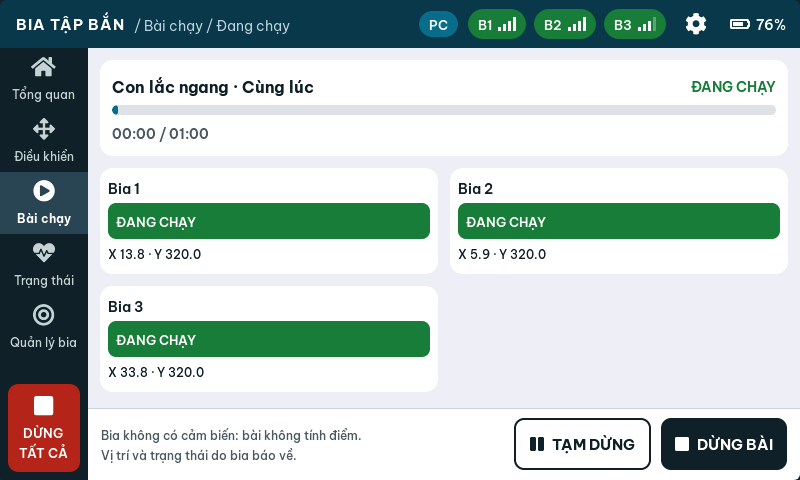 BIA TẬP BẮN / Bài chạy / Đang chạy PC B1 B2 B3 76%
Tổng quan
Điều khiển
Bài chạy
Trạng thái
Quản lý bia
DỪNG
TẤT CẢ
Con lắc ngang · Cùng lúc ĐANG CHẠY
00:00 / 01:00
Bia 1
ĐANG CHẠY
X 13.8 · Y 320.0
Bia 2
ĐANG CHẠY
X 5.9 · Y 320.0
Bia 3
ĐANG CHẠY
X 33.8 · Y 320.0
Bia không có cảm biến: bài không tính điểm.
Vị trí và trạng thái do bia báo về.
TẠM DỪNG
DỪNG BÀI